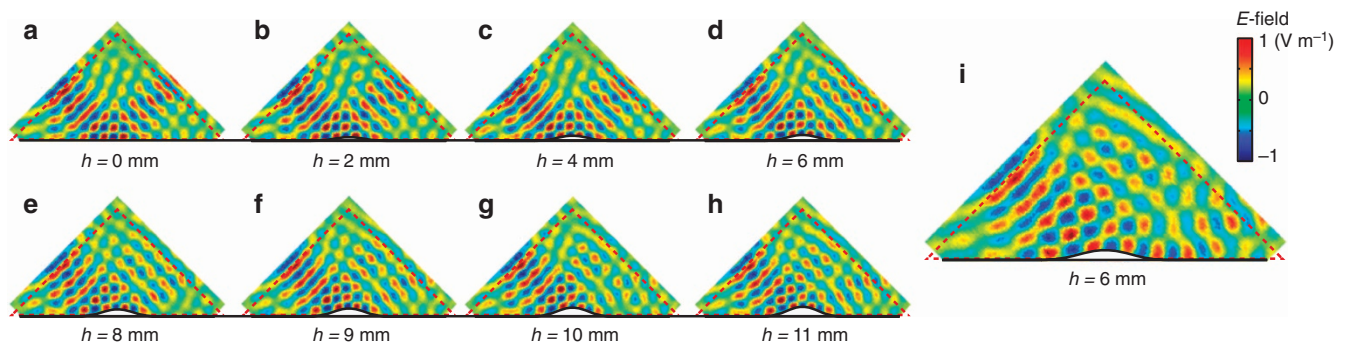 a b c d
h = 0 mm h = 2 mm h = 4 mm h = 6 mm
e f g h
h = 8 mm h = 9 mm h = 10 mm h = 11 mm
i
h = 6 mm
E-field
1 (V m⁻¹)
0
–1